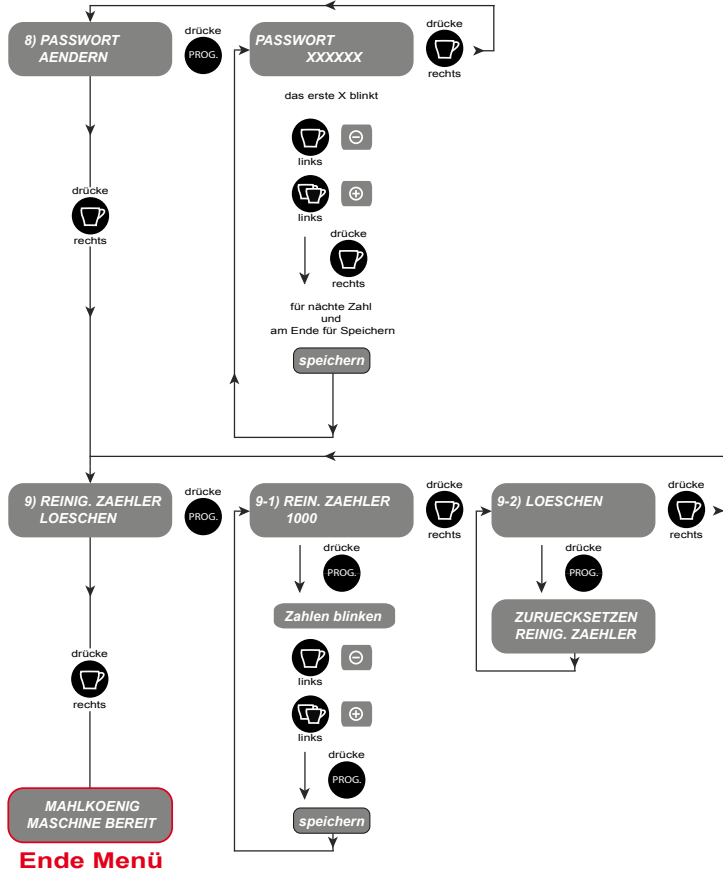 8) PASSWORT
AENDERN
drücke
PROG.
PASSWORT
XXXXXX
drücke
rechts
das erste X blinkt
links
links
drücke
rechts
für nächte Zahl
und
am Ende für Speichern
speichern
drücke
rechts
9) REINIG. ZAEHLER
LOESCHEN
drücke
PROG.
9-1) REIN. ZAEHLER
1000
drücke
rechts
9-2) LOESCHEN
drücke
rechts
drücke
PROG.
Zahlen blinken
links
links
drücke
PROG.
speichern
drücke
PROG.
ZURUECKSETZEN
REINIG. ZAEHLER
drücke
rechts
MAHLKOENIG
MASCHINE BEREIT
Ende Menü